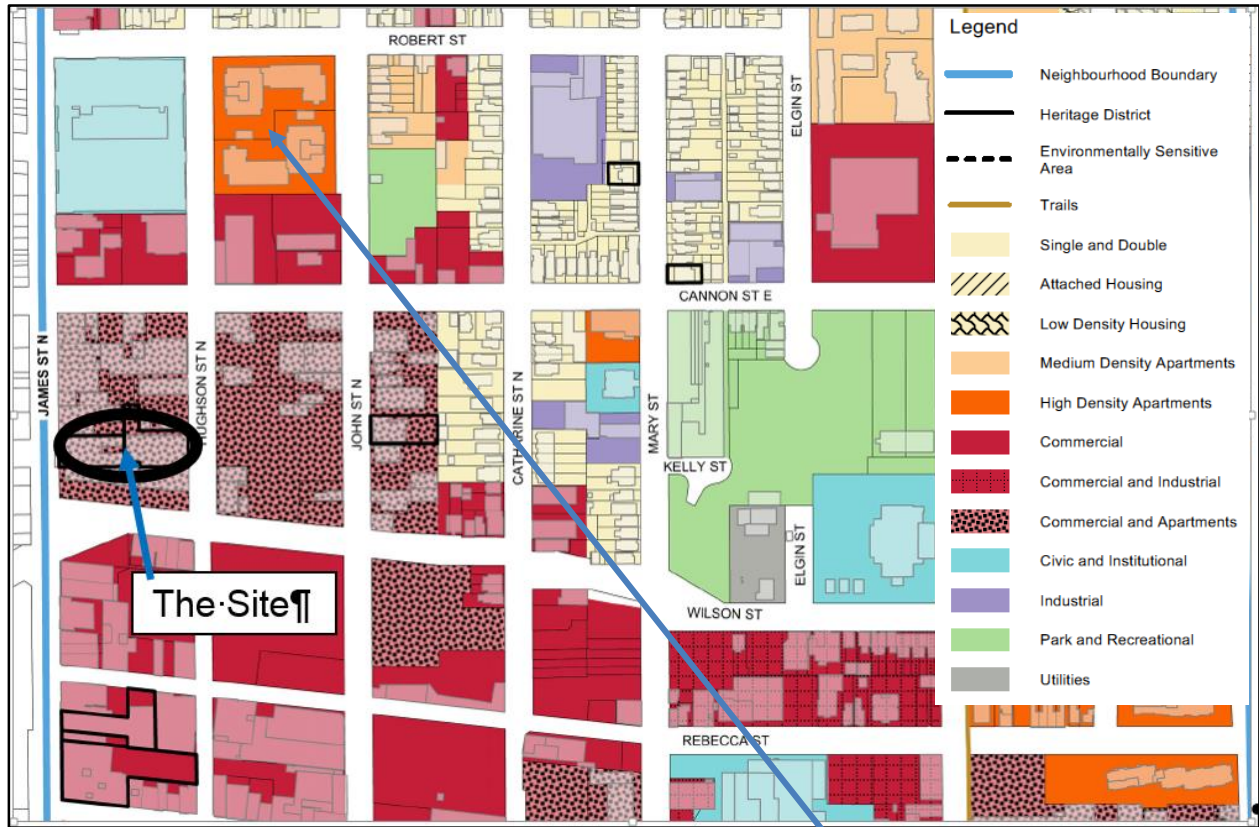 ROBERT ST
ELGIN ST
CANNON ST E
JAMES ST N
HUGHSON ST N
JOHN ST N
CATHARINE ST N
MARY ST
KELLY ST
ELGIN ST
WILSON ST
REBECCA ST
The·Site¶
Legend
Neighbourhood Boundary
Heritage District
Environmentally Sensitive
Area
Trails
Single and Double
Attached Housing
Low Density Housing
Medium Density Apartments
High Density Apartments
Commercial
Commercial and Industrial
Commercial and Apartments
Civic and Institutional
Industrial
Park and Recreational
Utilities